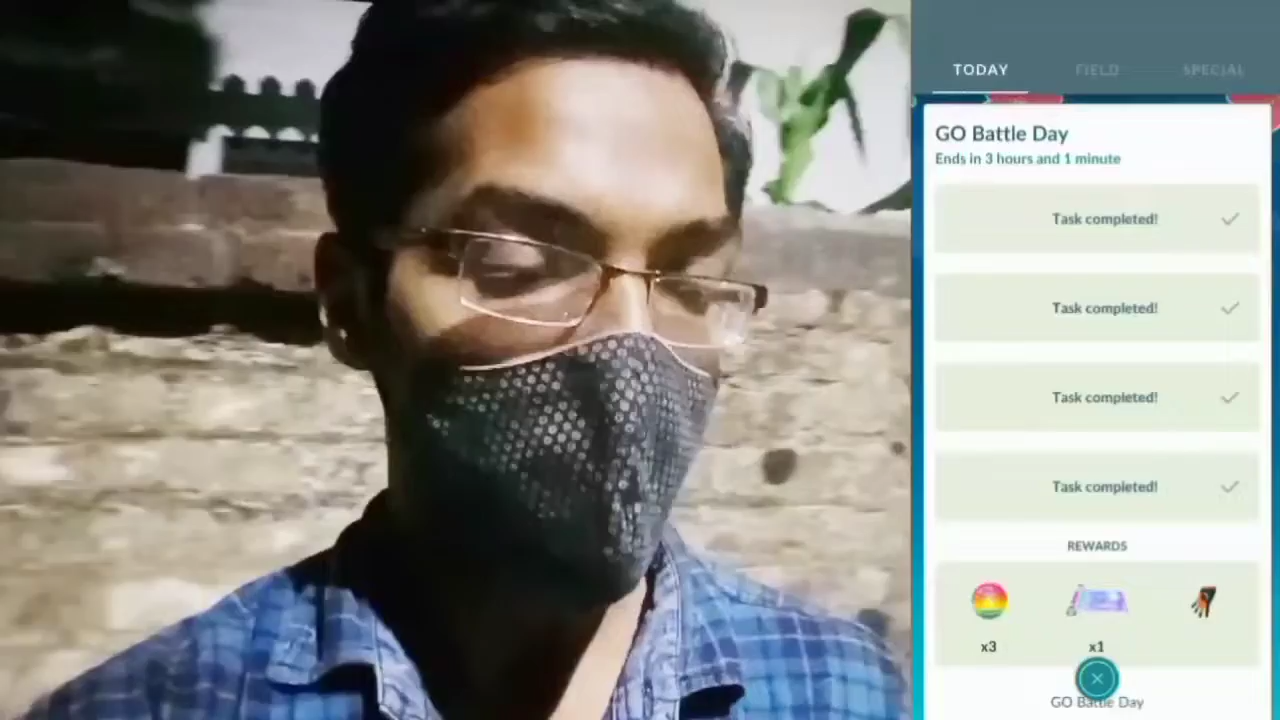 TODAY FIELD SPECIAL
GO Battle Day
Ends in 3 hours and 1 minute
Task completed!
Task completed!
Task completed!
Task completed!
REWARDS
x3 x1
GO Battle Day